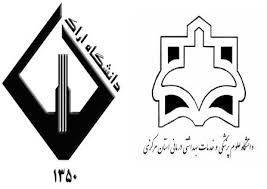 دانشگاه اراک
۱۳۵۰
دانشگاه علوم پزشکی و خدمات بهداشتی درمانی استان مرکزی